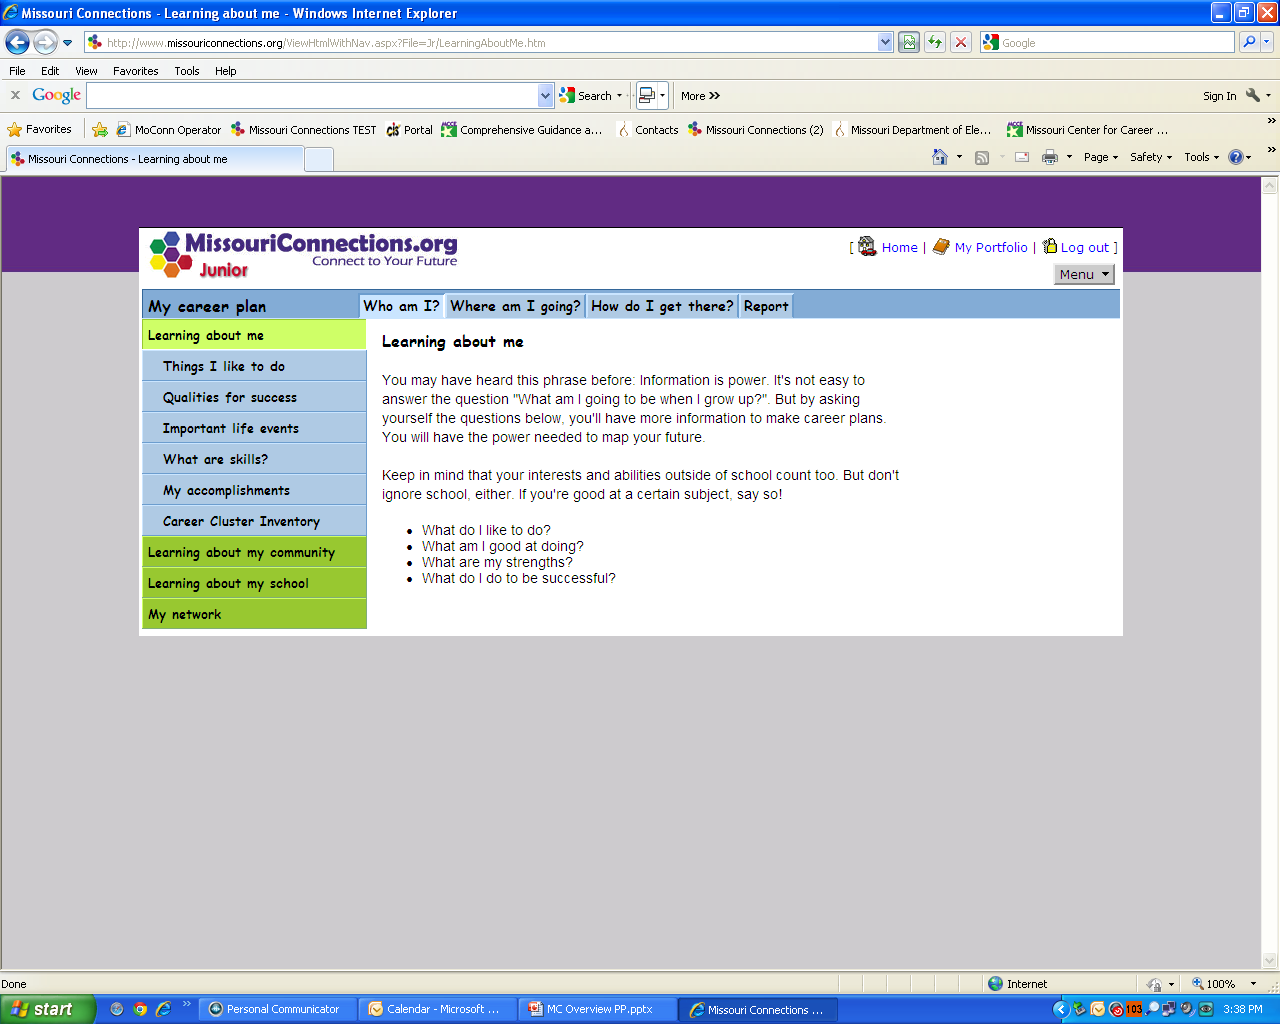 Missouri Connections - Learning about me - Windows Internet Explorer
http://www.missouriconnections.org/ViewHtmlWithNav.aspx?File=Jr/LearningAboutMe.htm
Google
File Edit View Favorites Tools Help
x Google Search More »
Sign In
Favorites MoConn Operator Missouri Connections TEST Portal Comprehensive Guidance a... Contacts Missouri Connections (2) Missouri Department of Ele... Missouri Center for Career ...
Missouri Connections - Learning about me
Page Safety Tools
MissouriConnections.org
Connect to Your Future
Junior
[ Home | My Portfolio | Log out ]
Menu
My career plan
Who am I? Where am I going? How do I get there? Report
Learning about me
Things I like to do
Qualities for success
Important life events
What are skills?
My accomplishments
Career Cluster Inventory
Learning about my community
Learning about my school
My network
Learning about me
You may have heard this phrase before: Information is power. It's not easy to
answer the question "What am I going to be when I grow up?". But by asking
yourself the questions below, you'll have more information to make career plans.
You will have the power needed to map your future.
Keep in mind that your interests and abilities outside of school count too. But don't
ignore school, either. If you're good at a certain subject, say so!
• What do I like to do?
• What am I good at doing?
• What are my strengths?
• What do I do to be successful?
Done
Internet
100%
start
Personal Communicator
Calendar - Microsoft ...
MC Overview PP.pptx
Missouri Connections ...
103
3:38 PM